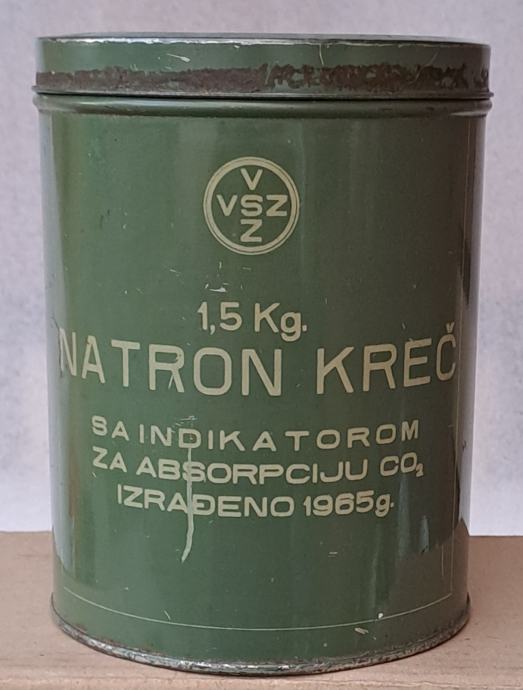 V
VSZ
Z
1,5 Kg.
NATRON KREČ
SA INDIKATOROM
ZA ABSORPCIJU CO₂
IZRAĐENO 1965g.